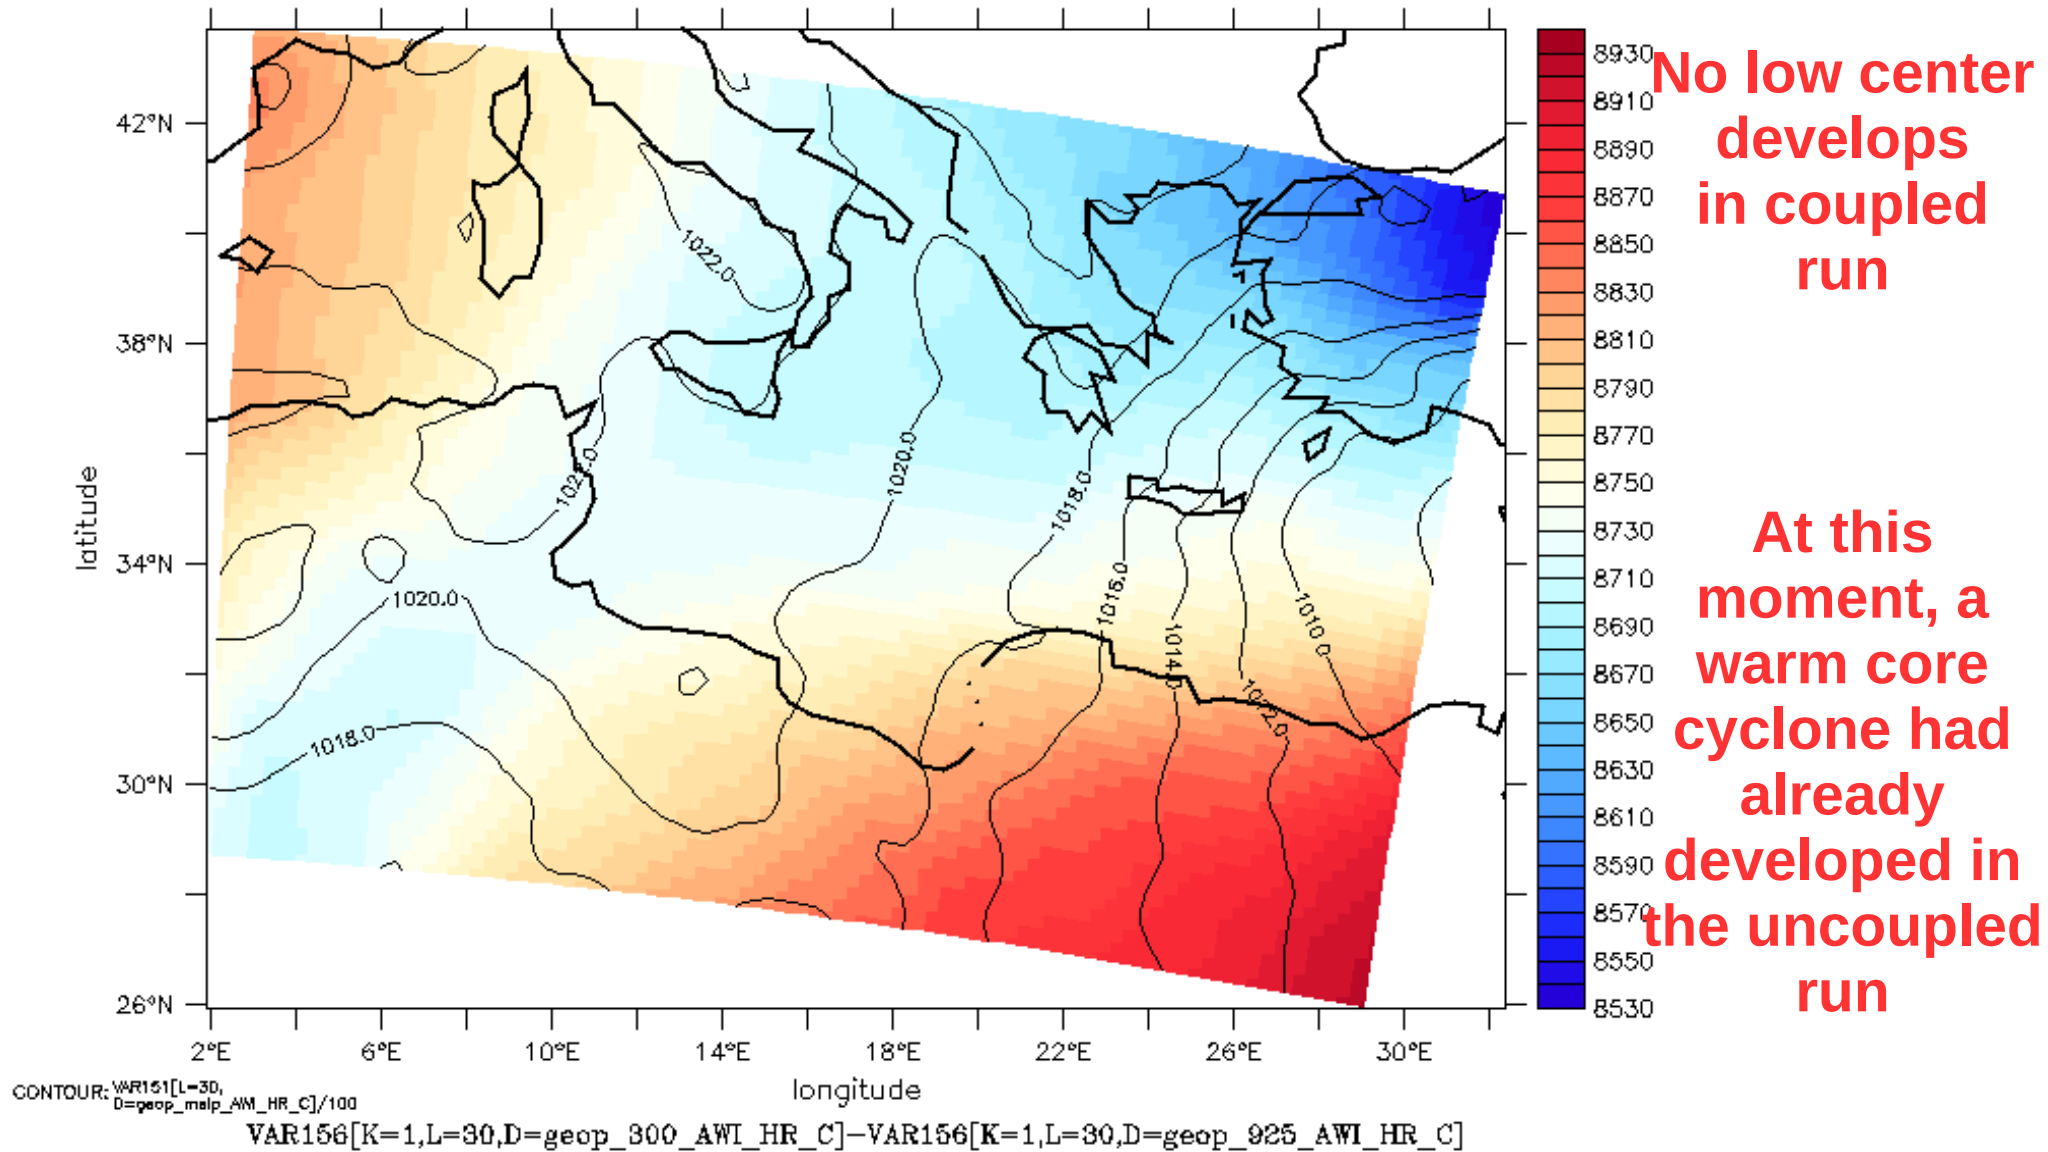 No low center
develops
in coupled
run
At this
moment, a
warm core
cyclone had
already
developed in
the uncoupled
run
8930
8910
8890
8870
8850
8830
8810
8790
8770
8750
8730
8710
8690
8670
8650
8630
8610
8590
8570
8550
8530
42°N
38°N
34°N
30°N
26°N
latitude
1022.0
1020.0
1018.0
1016.0
1014.0
1012.0
1010.0
1020.0
1018.0
2°E 6°E 10°E 14°E 18°E 22°E 26°E 30°E
longitude
CONTOUR: VAR151[L=30,
D=geop_mslp_AWI_HR_C]/100
VAR156[K=1,L=30,D=geop_300_AWI_HR_C]-VAR156[K=1,L=30,D=geop_925_AWI_HR_C]